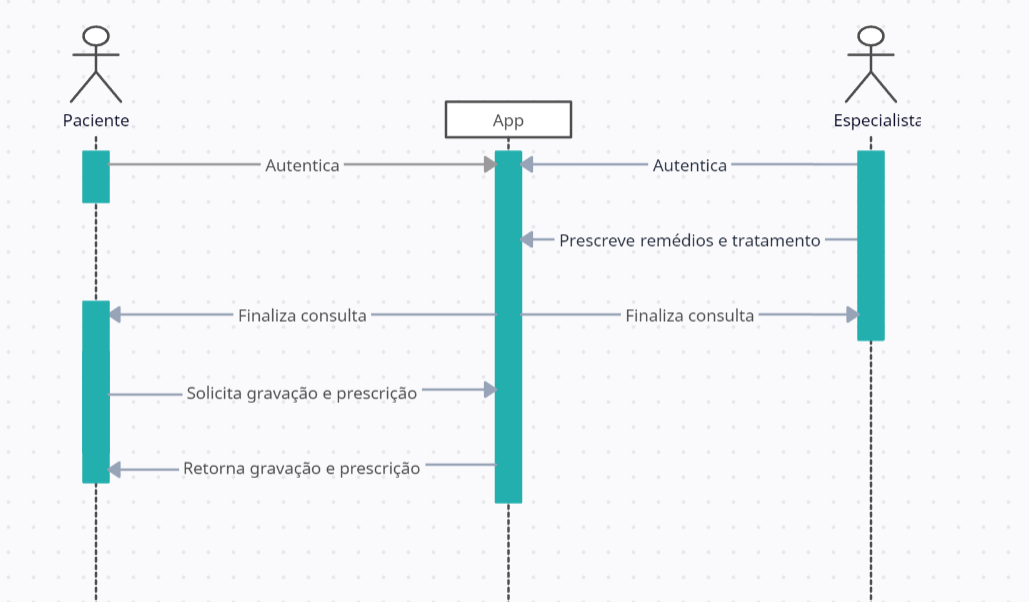 Paciente
App
Especialista
Autentica
Autentica
Prescreve remédios e tratamento
Finaliza consulta
Finaliza consulta
Solicita gravação e prescrição
Retorna gravação e prescrição